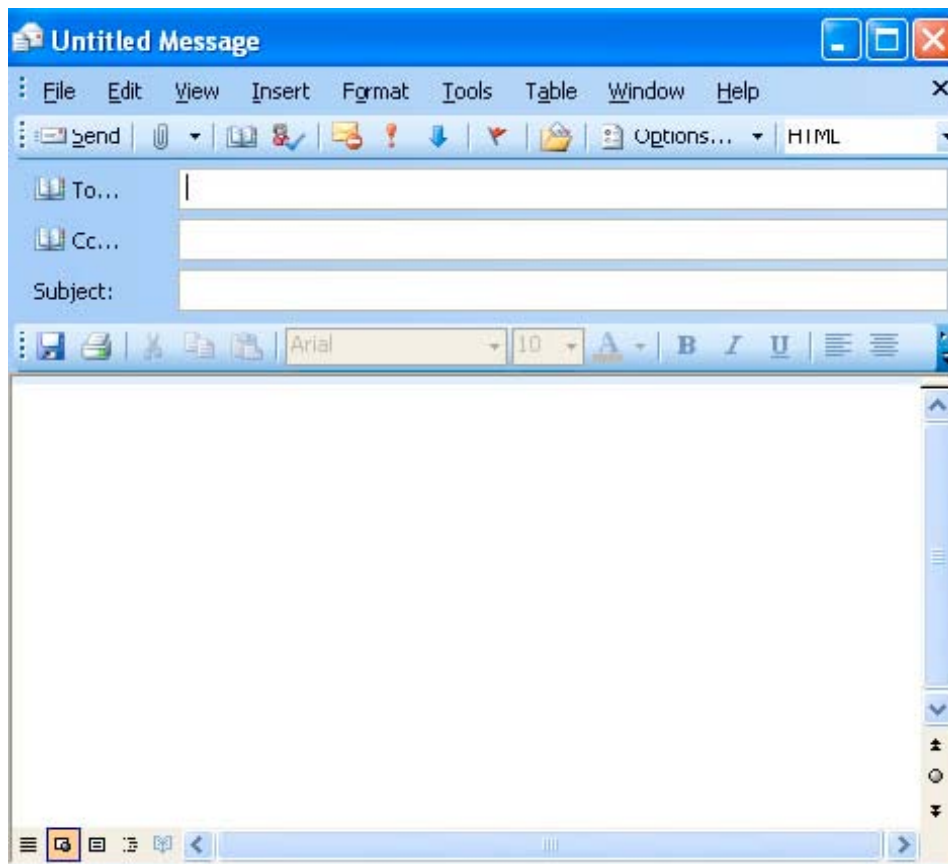 Untitled Message
File Edit View Insert Format Tools Table Window Help
Send Options... HTML
To...
Cc...
Subject:
Arial 10 A B I U